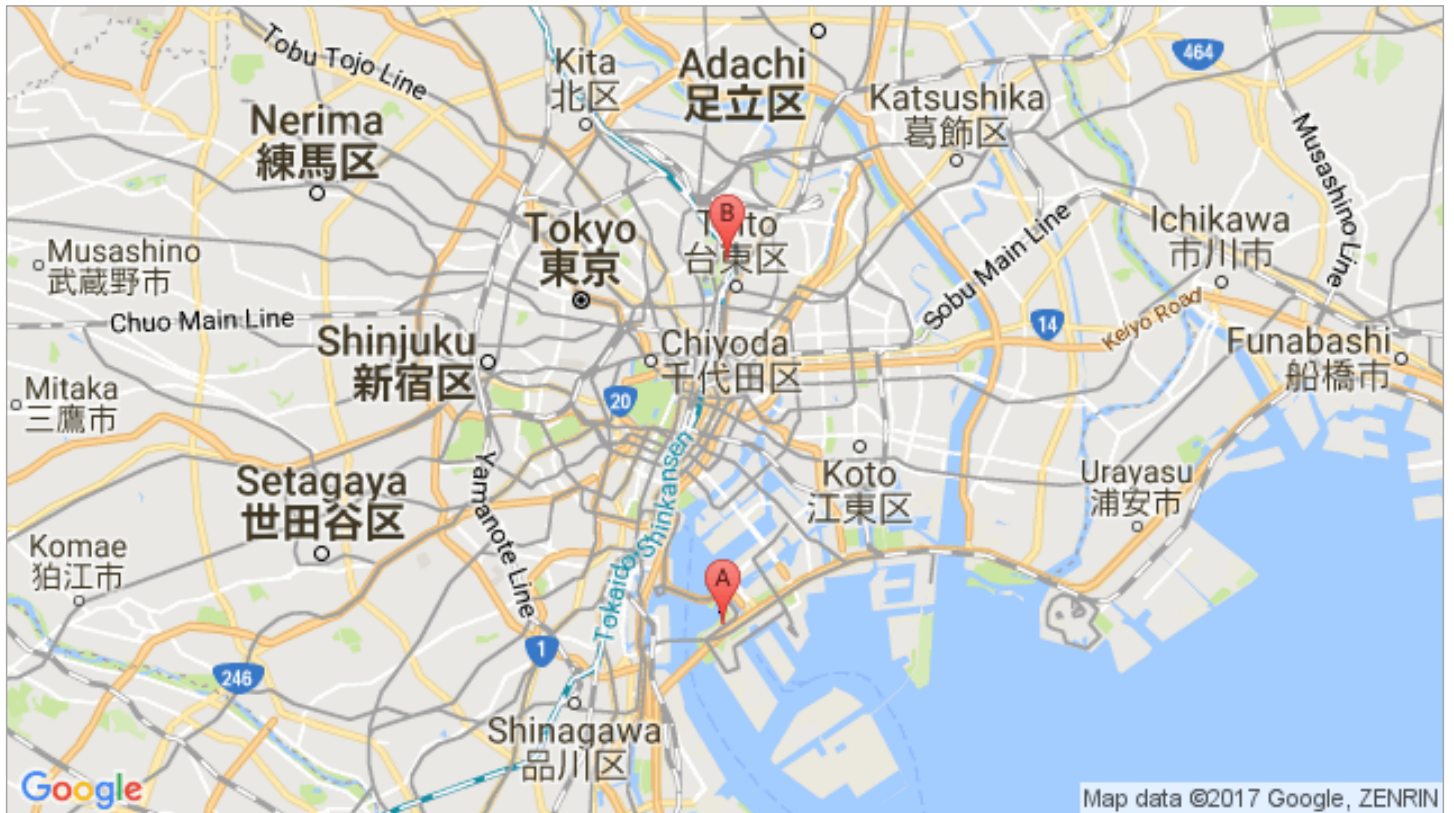 Tobu Tojo Line
Kita
北区
Adachi
足立区
464
Katsushika
葛飾区
Nerima
練馬区
Musashino Line
B
Taito
台東区
Tokyo
東京
Ichikawa
市川市
Musashino
武蔵野市
Sobu Main Line
Chuo Main Line
14
Keiyo Road
Shinjuku
新宿区
Chiyoda
千代田区
Funabashi
船橋市
Mitaka
三鷹市
20
Setagaya
世田谷区
Yamanote Line
Koto
江東区
Urayasu
浦安市
Komae
狛江市
Tokaido Shinkansen
A
1
246
Shinagawa
品川区
Google
Map data ©2017 Google, ZENRIN